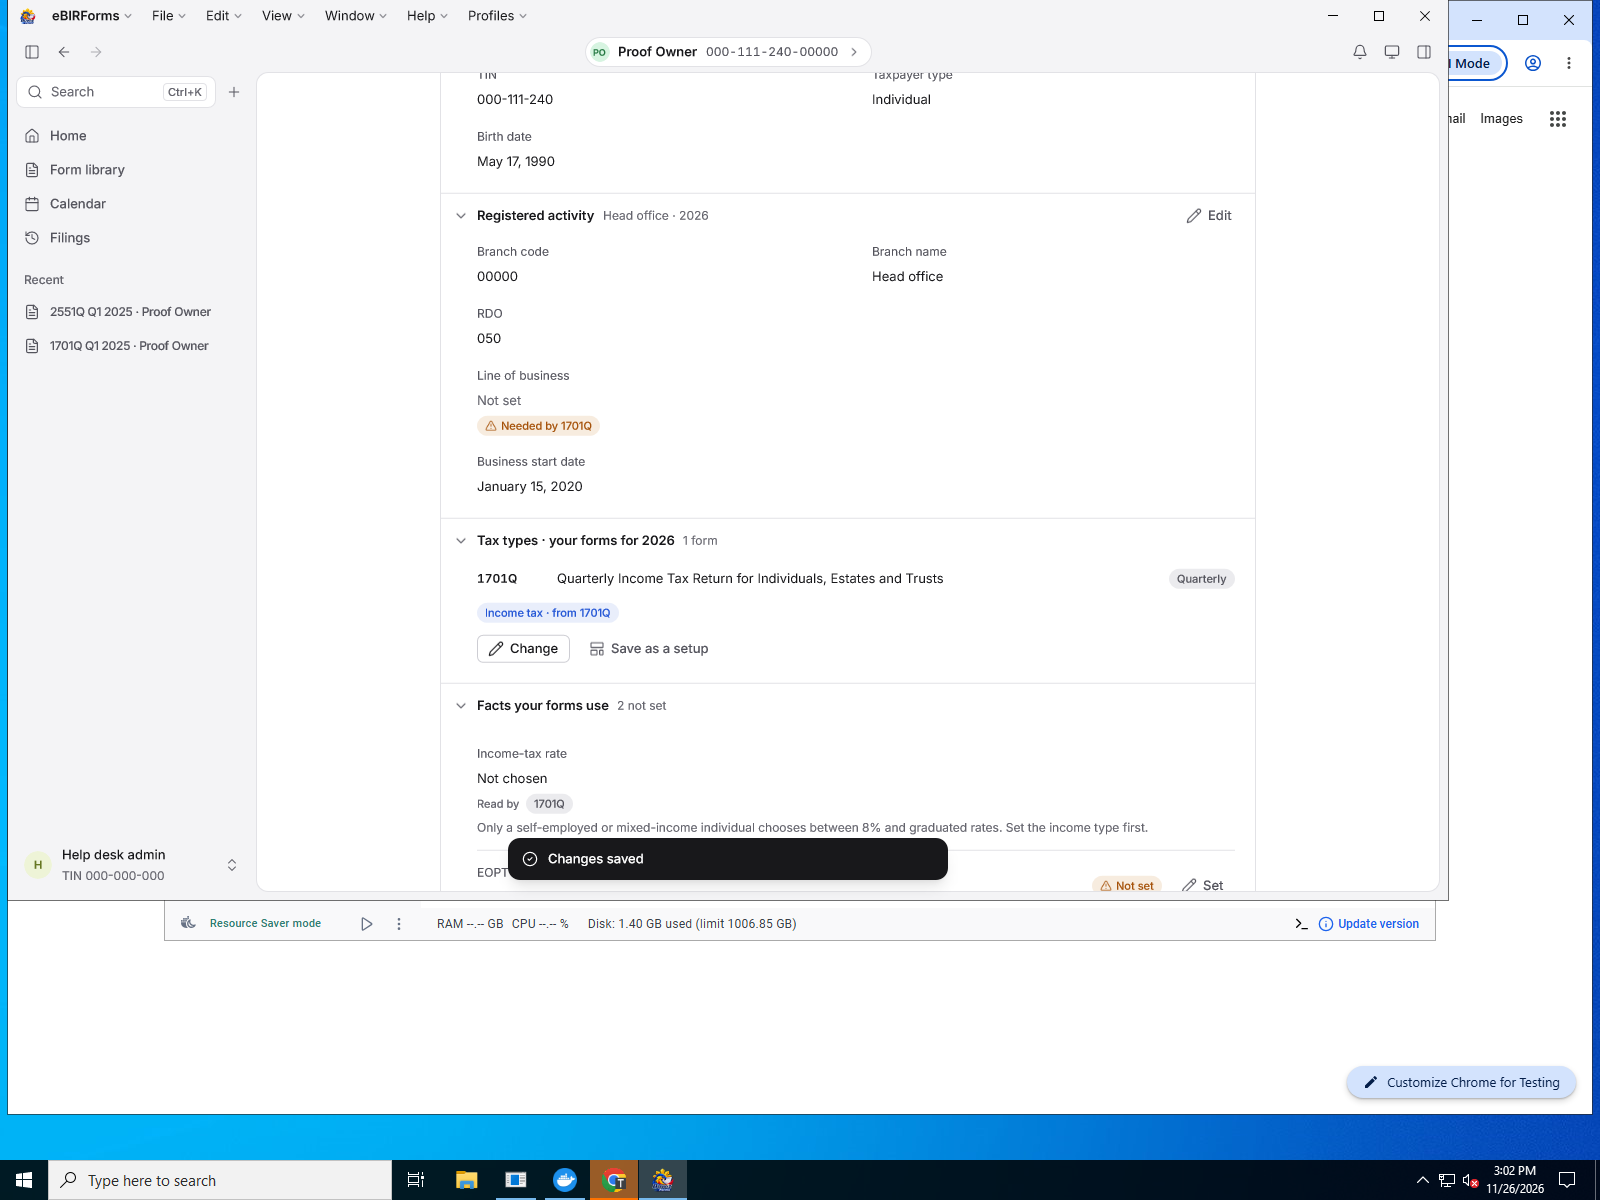 eBIRForms File Edit View Window Help Profiles
PO Proof Owner 000-111-240-00000
Search Ctrl+K
Home
Form library
Calendar
Filings
Recent
2551Q Q1 2025 · Proof Owner
1701Q Q1 2025 · Proof Owner
H Help desk admin
TIN 000-000-000
TIN Taxpayer type
000-111-240 Individual
Birth date
May 17, 1990
Registered activity Head office · 2026 Edit
Branch code Branch name
00000 Head office
RDO
050
Line of business
Not set
Needed by 1701Q
Business start date
January 15, 2020
Tax types · your forms for 2026 1 form
1701Q Quarterly Income Tax Return for Individuals, Estates and Trusts Quarterly
Income tax · from 1701Q
Change Save as a setup
Facts your forms use 2 not set
Income-tax rate
Not chosen
Read by 1701Q
Only a self-employed or mixed-income individual chooses between 8% and graduated rates. Set the income type first.
EOPT Not set Set
Changes saved
Mode
Images
Resource Saver mode RAM --.-- GB CPU --.-- % Disk: 1.40 GB used (limit 1006.85 GB) Update version
Customize Chrome for Testing
Type here to search
3:02 PM
11/26/2026